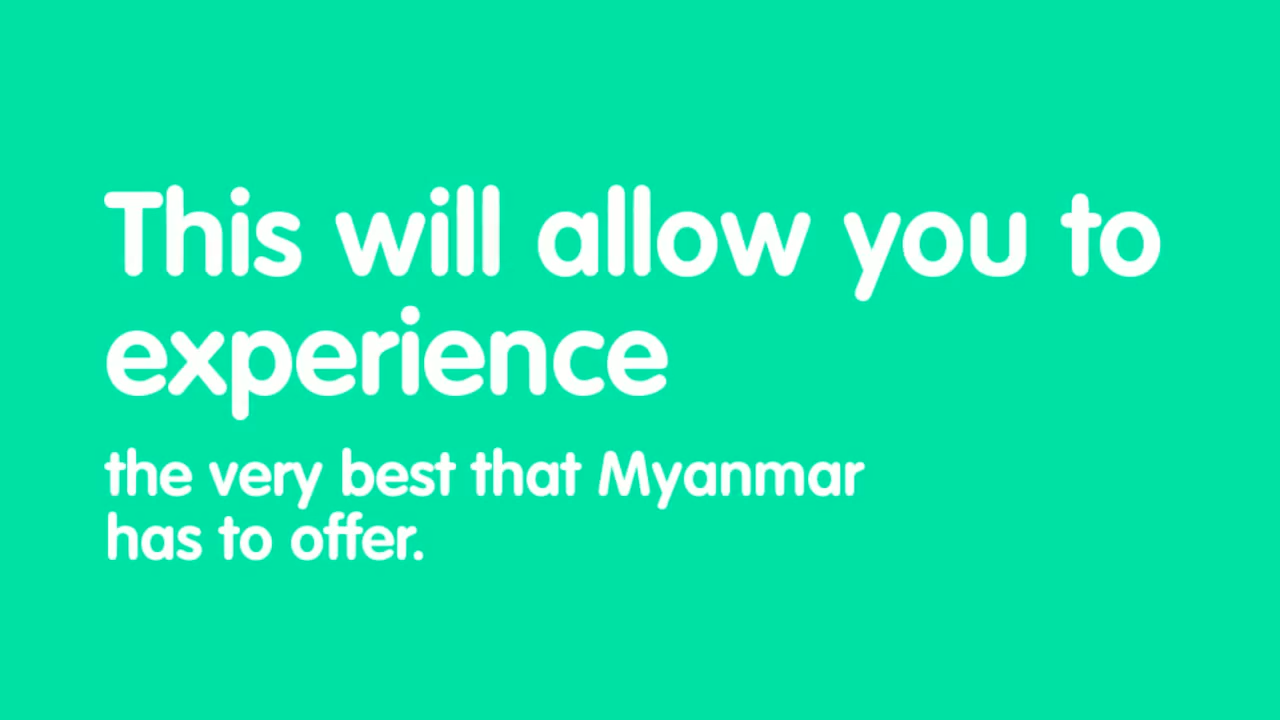 This will allow you to
experience
the very best that Myanmar
has to offer.